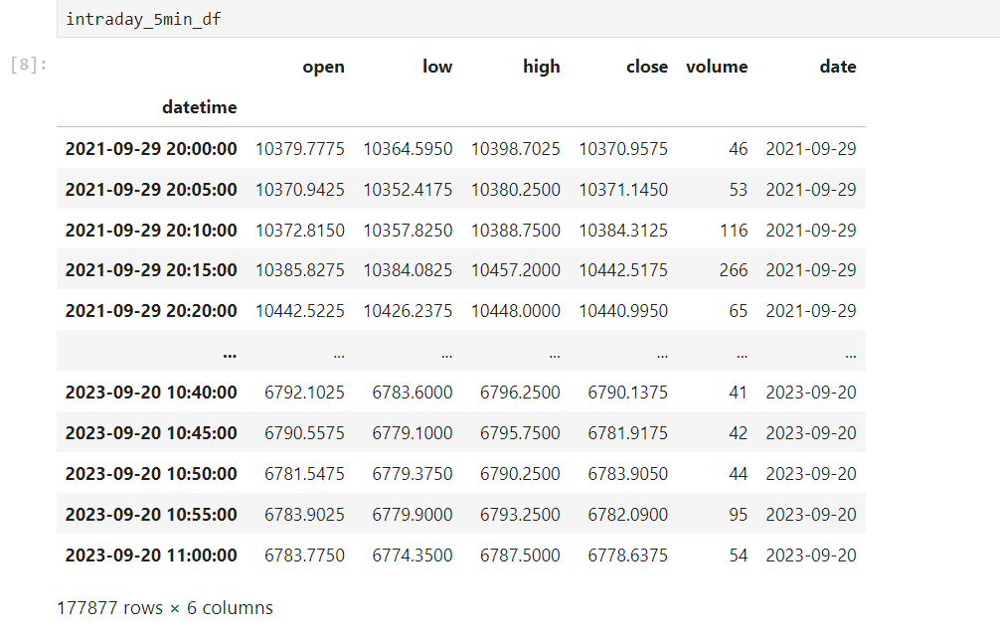 intraday_5min_df
[8]:
open low high close volume date
datetime
2021-09-29 20:00:00 10379.7775 10364.5950 10398.7025 10370.9575 46 2021-09-29
2021-09-29 20:05:00 10370.9425 10352.4175 10380.2500 10371.1450 53 2021-09-29
2021-09-29 20:10:00 10372.8150 10357.8250 10388.7500 10384.3125 116 2021-09-29
2021-09-29 20:15:00 10385.8275 10384.0825 10457.2000 10442.5175 266 2021-09-29
2021-09-29 20:20:00 10442.5225 10426.2375 10448.0000 10440.9950 65 2021-09-29
... ... ... ... ... ... ...
2023-09-20 10:40:00 6792.1025 6783.6000 6796.2500 6790.1375 41 2023-09-20
2023-09-20 10:45:00 6790.5575 6779.1000 6795.7500 6781.9175 42 2023-09-20
2023-09-20 10:50:00 6781.5475 6779.3750 6790.2500 6783.9050 44 2023-09-20
2023-09-20 10:55:00 6783.9025 6779.9000 6793.2500 6782.0900 95 2023-09-20
2023-09-20 11:00:00 6783.7750 6774.3500 6787.5000 6778.6375 54 2023-09-20
177877 rows × 6 columns